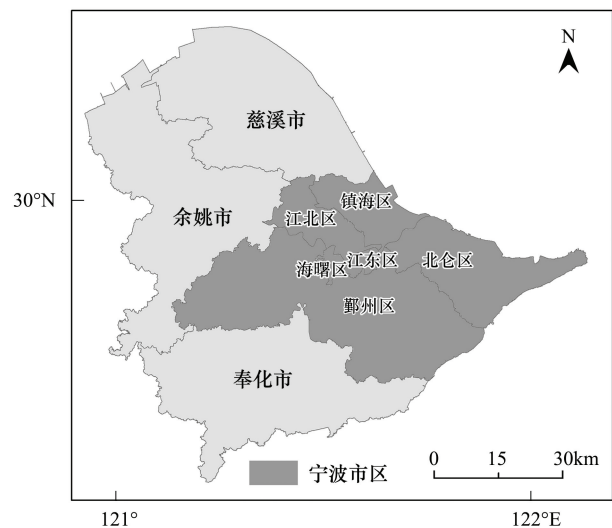 N
慈溪市
30°N
镇海区
余姚市
江北区
海曙区
江东区
北仑区
鄞州区
奉化市
宁波市区
0 15 30km
121° 122°E